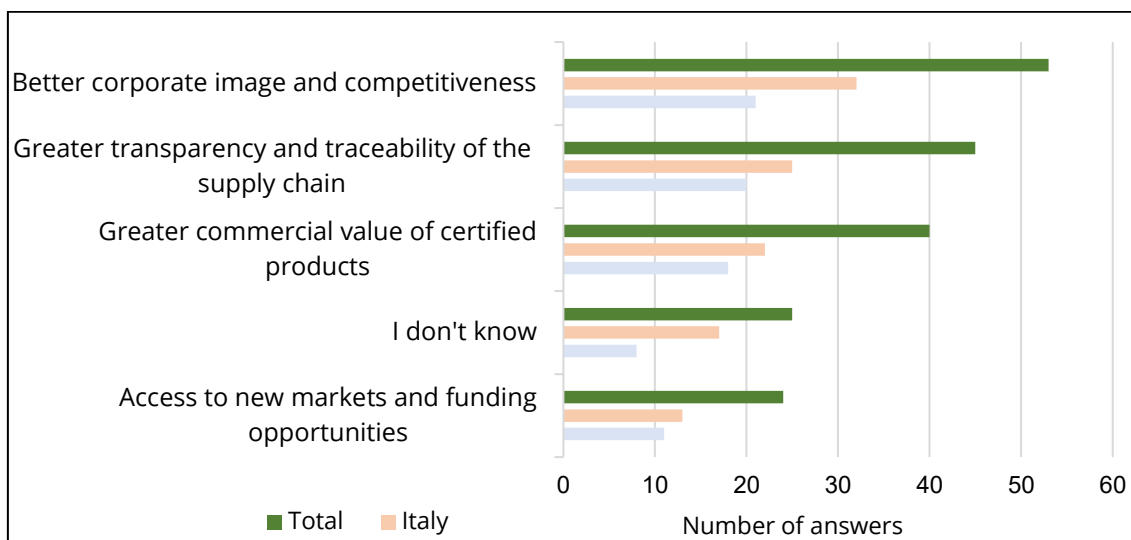 Better corporate image and competitiveness
Greater transparency and traceability of the
supply chain
Greater commercial value of certified
products
I don't know
Access to new markets and funding
opportunities
0 10 20 30 40 50 60
Total Italy
Number of answers